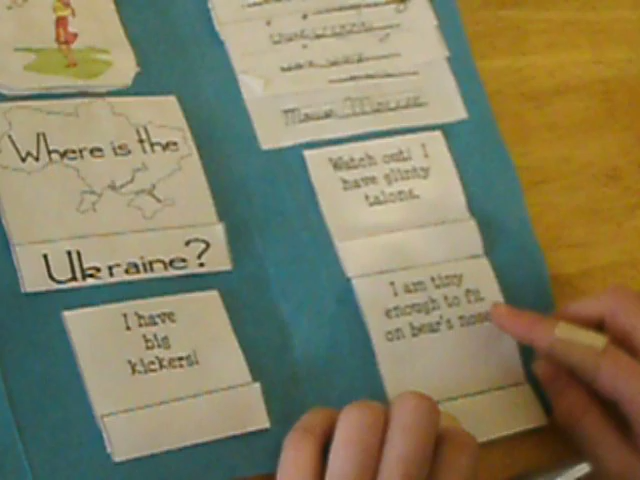 Where is the
Ukraine?
I have
big
kickers!
Watch out! I
have glinty
talons.
I am tiny
enough to fit
on bear's nose